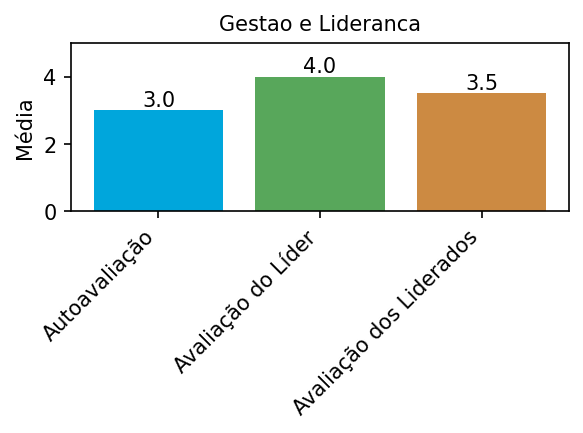 Gestao e Lideranca
Média
4
2
0
3.0
4.0
3.5
Autoavaliação
Avaliação do Líder
Avaliação dos Liderados